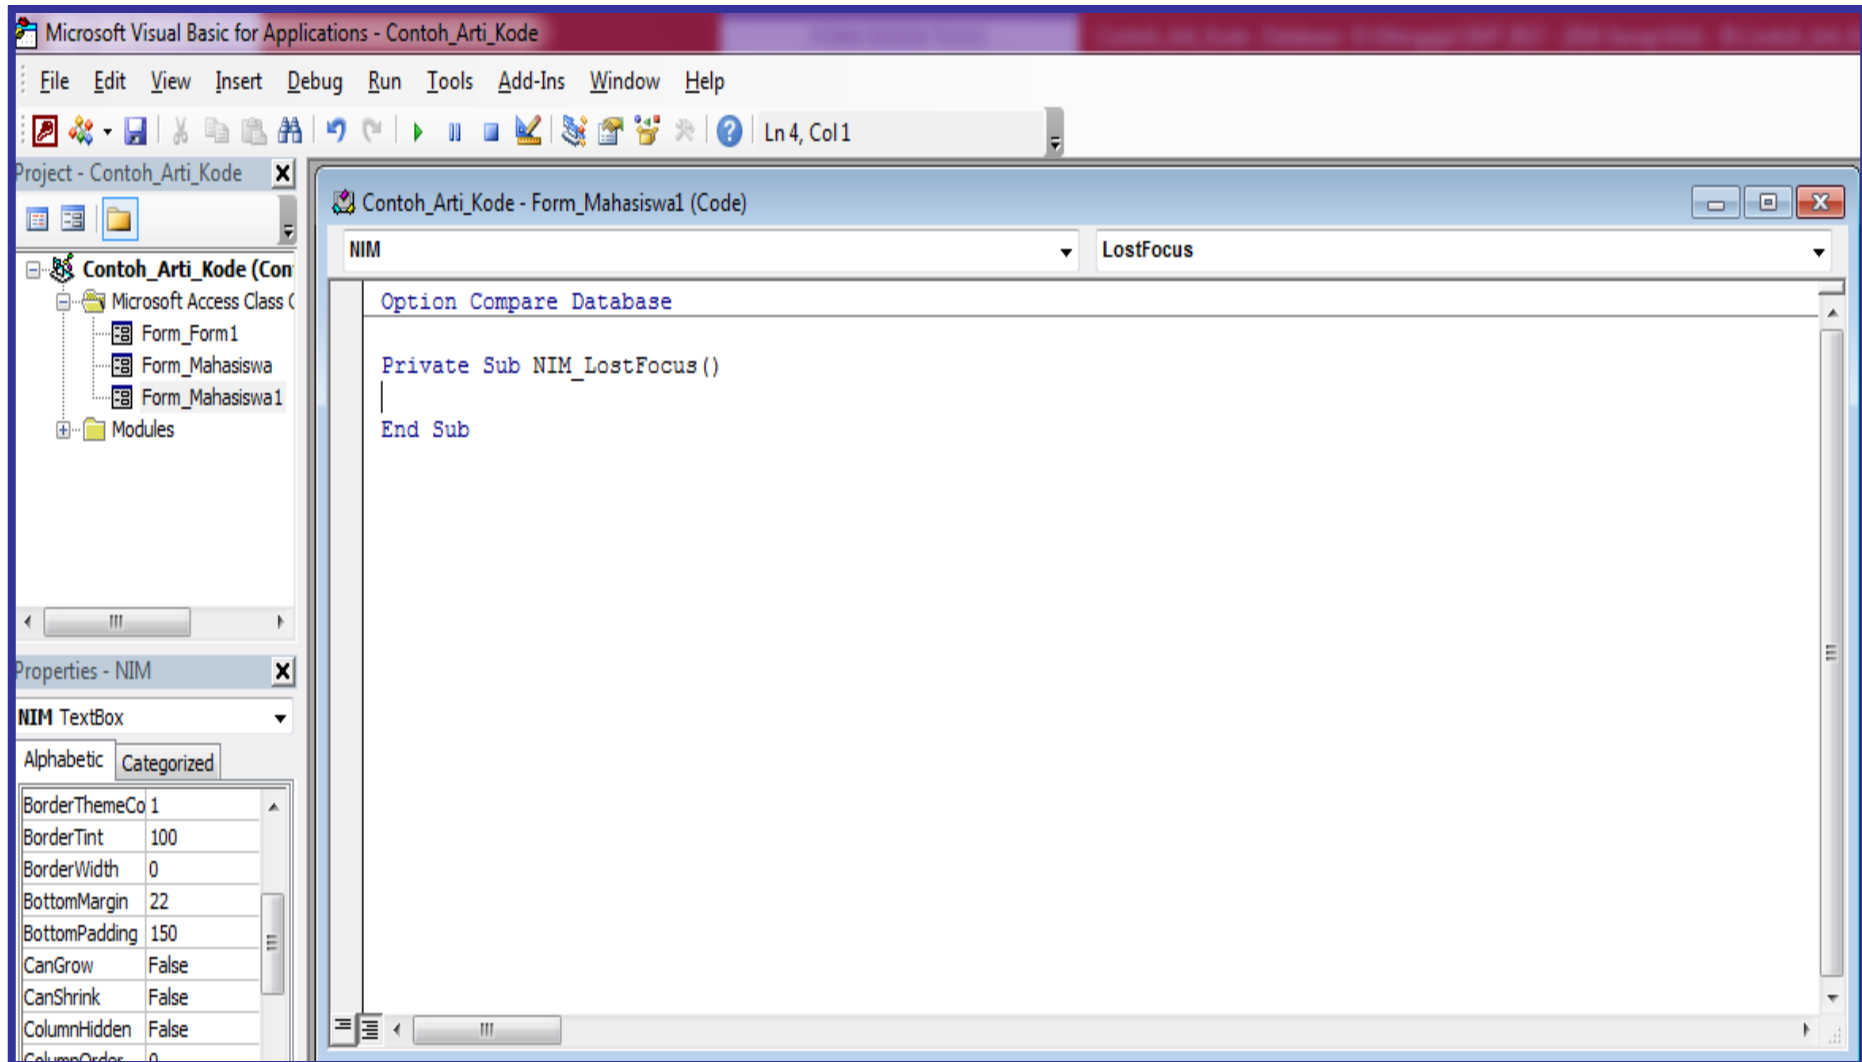 Microsoft Visual Basic for Applications - Contoh_Arti_Kode
File Edit View Insert Debug Run Tools Add-Ins Window Help
Ln 4, Col 1
Project - Contoh_Arti_Kode
Contoh_Arti_Kode (Con
Microsoft Access Class
Form_Form1
Form_Mahasiswa
Form_Mahasiswa1
Modules
Properties - NIM
NIM TextBox
Alphabetic Categorized
BorderThemeCo 1
BorderTint 100
BorderWidth 0
BottomMargin 22
BottomPadding 150
CanGrow False
CanShrink False
ColumnHidden False
ColumnOrder 0
Contoh_Arti_Kode - Form_Mahasiswa1 (Code)
NIM LostFocus
Option Compare Database
Private Sub NIM_LostFocus()
End Sub